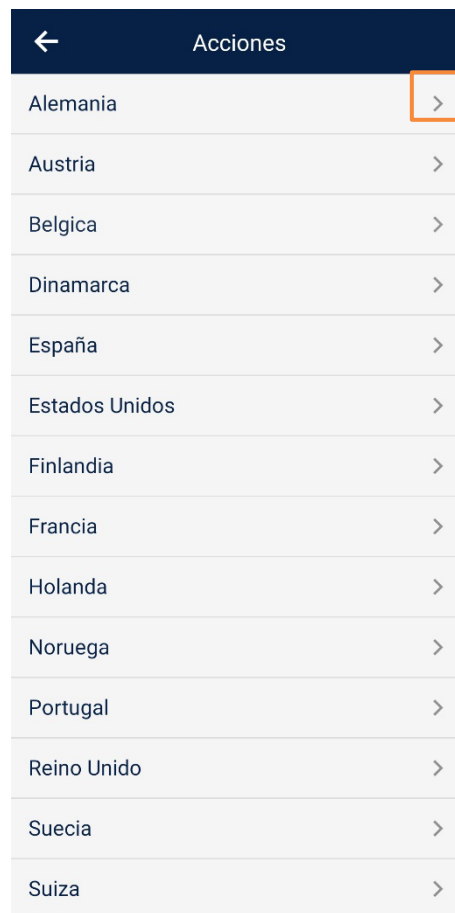 Acciones
Alemania
Austria
Belgica
Dinamarca
España
Estados Unidos
Finlandia
Francia
Holanda
Noruega
Portugal
Reino Unido
Suecia
Suiza